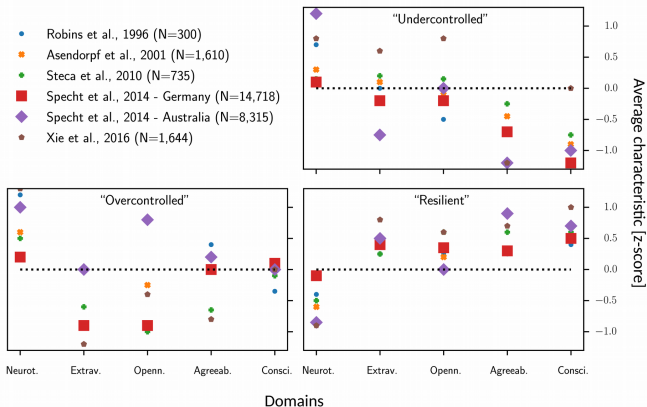 Robins et al., 1996 (N=300)
Asendorpf et al., 2001 (N=1,610)
Steca et al., 2010 (N=735)
Specht et al., 2014 - Germany (N=14,718)
Specht et al., 2014 - Australia (N=8,315)
Xie et al., 2016 (N=1,644)
“Undercontrolled”
1.0
0.5
0.0
−0.5
−1.0
Average characteristic [z-score]
“Overcontrolled”
“Resilient”
1.0
0.5
0.0
−0.5
−1.0
Neurot. Extrav. Openn. Agreeab. Consci.
Neurot. Extrav. Openn. Agreeab. Consci.
Domains